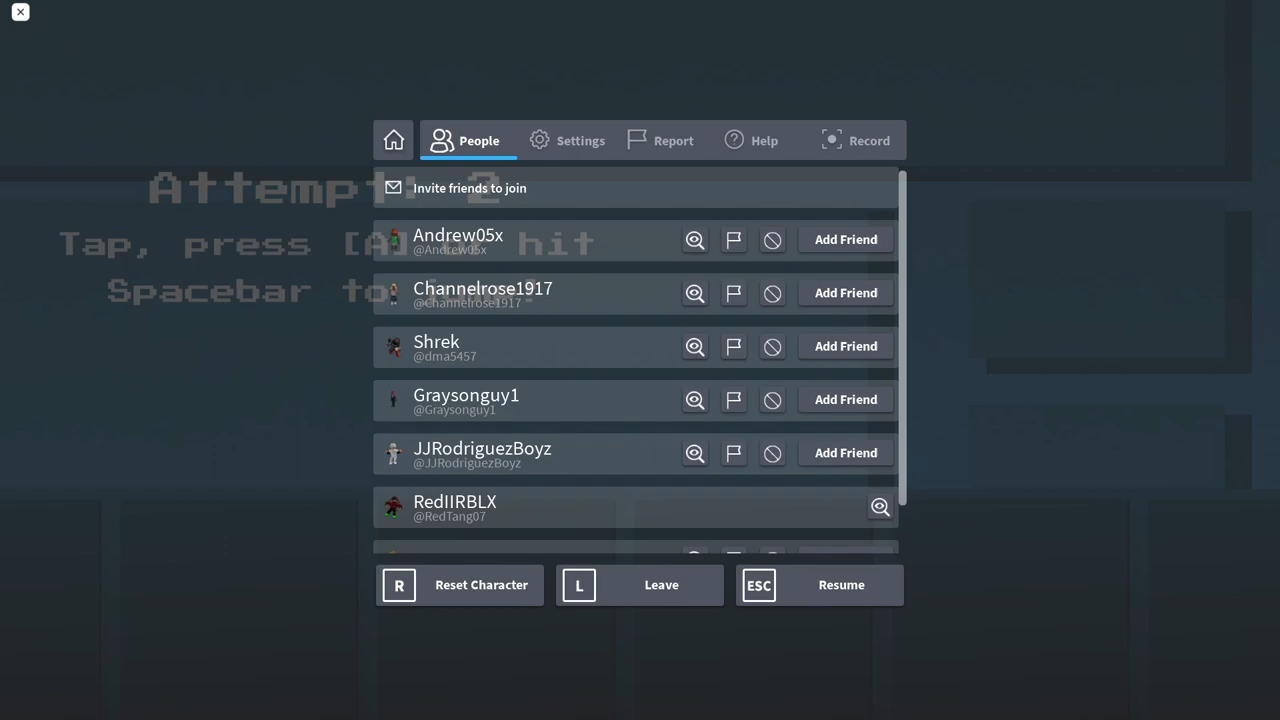 People
Settings
Report
Help
Record
Invite friends to join
Attempt: 2
Andrew05x
@Andrew05x
Add Friend
Tap, press [A] or hit
Channelrose1917
@Channelrose1917
Add Friend
Spacebar to
Shrek
@dma5457
Add Friend
Graysonguy1
@Graysonguy1
Add Friend
JJRodriguezBoyz
@JJRodriguezBoyz
Add Friend
RedIIRBLX
@RedTang07
R Reset Character
L Leave
ESC Resume